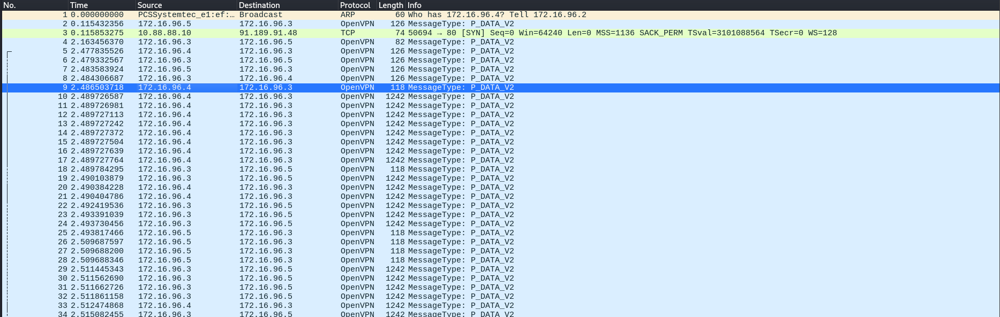 No. Time Source Destination Protocol Length Info
1 0.000000000 PCSSystemtec_e1:ef:… Broadcast ARP 60 Who has 172.16.96.4? Tell 172.16.96.2
2 0.115432356 172.16.96.5 172.16.96.3 OpenVPN 126 MessageType: P_DATA_V2
3 0.115853275 10.88.88.10 91.189.91.48 TCP 74 50694 → 80 [SYN] Seq=0 Win=64240 Len=0 MSS=1136 SACK_PERM TSval=3101088564 TSecr=0 WS=128
4 2.163456370 172.16.96.5 172.16.96.3 OpenVPN 82 MessageType: P_DATA_V2
5 2.477835526 172.16.96.4 172.16.96.3 OpenVPN 126 MessageType: P_DATA_V2
6 2.479332567 172.16.96.3 172.16.96.5 OpenVPN 126 MessageType: P_DATA_V2
7 2.483583924 172.16.96.5 172.16.96.3 OpenVPN 126 MessageType: P_DATA_V2
8 2.484306687 172.16.96.3 172.16.96.4 OpenVPN 126 MessageType: P_DATA_V2
9 2.486503718 172.16.96.4 172.16.96.3 OpenVPN 118 MessageType: P_DATA_V2
10 2.489726587 172.16.96.4 172.16.96.3 OpenVPN 1242 MessageType: P_DATA_V2
11 2.489726981 172.16.96.4 172.16.96.3 OpenVPN 1242 MessageType: P_DATA_V2
12 2.489727113 172.16.96.4 172.16.96.3 OpenVPN 1242 MessageType: P_DATA_V2
13 2.489727242 172.16.96.4 172.16.96.3 OpenVPN 1242 MessageType: P_DATA_V2
14 2.489727372 172.16.96.4 172.16.96.3 OpenVPN 1242 MessageType: P_DATA_V2
15 2.489727504 172.16.96.4 172.16.96.3 OpenVPN 1242 MessageType: P_DATA_V2
16 2.489727639 172.16.96.4 172.16.96.3 OpenVPN 1242 MessageType: P_DATA_V2
17 2.489727764 172.16.96.4 172.16.96.3 OpenVPN 1242 MessageType: P_DATA_V2
18 2.489784295 172.16.96.3 172.16.96.5 OpenVPN 118 MessageType: P_DATA_V2
19 2.490103879 172.16.96.3 172.16.96.5 OpenVPN 1242 MessageType: P_DATA_V2
20 2.490384228 172.16.96.4 172.16.96.3 OpenVPN 1242 MessageType: P_DATA_V2
21 2.490404786 172.16.96.4 172.16.96.3 OpenVPN 1242 MessageType: P_DATA_V2
22 2.492419536 172.16.96.3 172.16.96.5 OpenVPN 1242 MessageType: P_DATA_V2
23 2.493391039 172.16.96.3 172.16.96.5 OpenVPN 1242 MessageType: P_DATA_V2
24 2.493730456 172.16.96.3 172.16.96.5 OpenVPN 1242 MessageType: P_DATA_V2
25 2.493817466 172.16.96.5 172.16.96.3 OpenVPN 118 MessageType: P_DATA_V2
26 2.509687597 172.16.96.5 172.16.96.3 OpenVPN 118 MessageType: P_DATA_V2
27 2.509688200 172.16.96.5 172.16.96.3 OpenVPN 118 MessageType: P_DATA_V2
28 2.509688346 172.16.96.5 172.16.96.3 OpenVPN 118 MessageType: P_DATA_V2
29 2.511445343 172.16.96.3 172.16.96.5 OpenVPN 1242 MessageType: P_DATA_V2
30 2.511562690 172.16.96.3 172.16.96.5 OpenVPN 1242 MessageType: P_DATA_V2
31 2.511662726 172.16.96.3 172.16.96.5 OpenVPN 1242 MessageType: P_DATA_V2
32 2.511861158 172.16.96.3 172.16.96.5 OpenVPN 1242 MessageType: P_DATA_V2
33 2.512474868 172.16.96.4 172.16.96.3 OpenVPN 1242 MessageType: P_DATA_V2
34 2.515082455 172.16.96.3 172.16.96.5 OpenVPN 1242 MessageType: P_DATA_V2